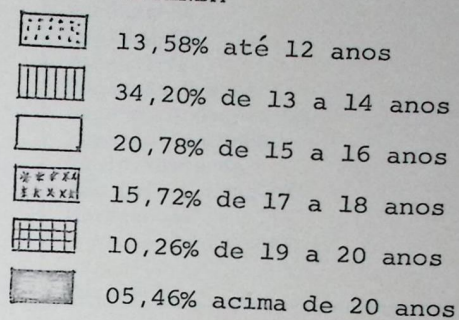 13,58% até 12 anos
34,20% de 13 a 14 anos
20,78% de 15 a 16 anos
15,72% de 17 a 18 anos
10,26% de 19 a 20 anos
05,46% acima de 20 anos